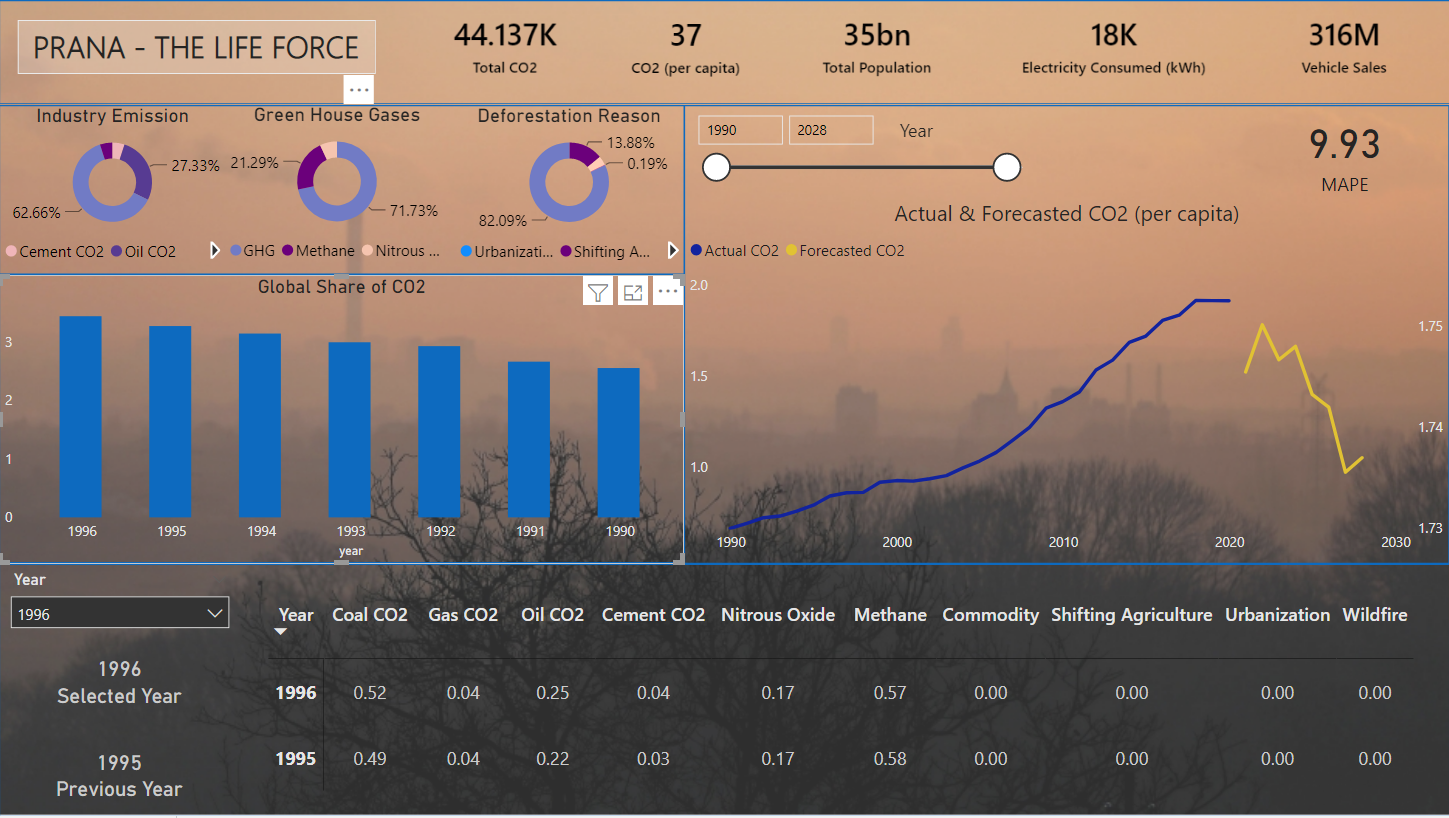 PRANA - THE LIFE FORCE
44.137K
Total CO2
37
CO2 (per capita)
35bn
Total Population
18K
Electricity Consumed (kWh)
316M
Vehicle Sales
Industry Emission
27.33%
62.66%
Cement CO2 Oil CO2
Green House Gases
21.29%
71.73%
GHG Methane Nitrous ...
Deforestation Reason
13.88%
0.19%
82.09%
Urbanizati... Shifting A...
1990 2028 Year
9.93
MAPE
Actual & Forecasted CO2 (per capita)
Actual CO2 Forecasted CO2
2.0
1.5
1.0
1.75
1.74
1.73
1990 2000 2010 2020 2030
Global Share of CO2
3
2
1
0
1996 1995 1994 1993 1992 1991 1990
year
Year
1996
1996
Selected Year
1995
Previous Year
Year Coal CO2 Gas CO2 Oil CO2 Cement CO2 Nitrous Oxide Methane Commodity Shifting Agriculture Urbanization Wildfire
1996 0.52 0.04 0.25 0.04 0.17 0.57 0.00 0.00 0.00 0.00
1995 0.49 0.04 0.22 0.03 0.17 0.58 0.00 0.00 0.00 0.00